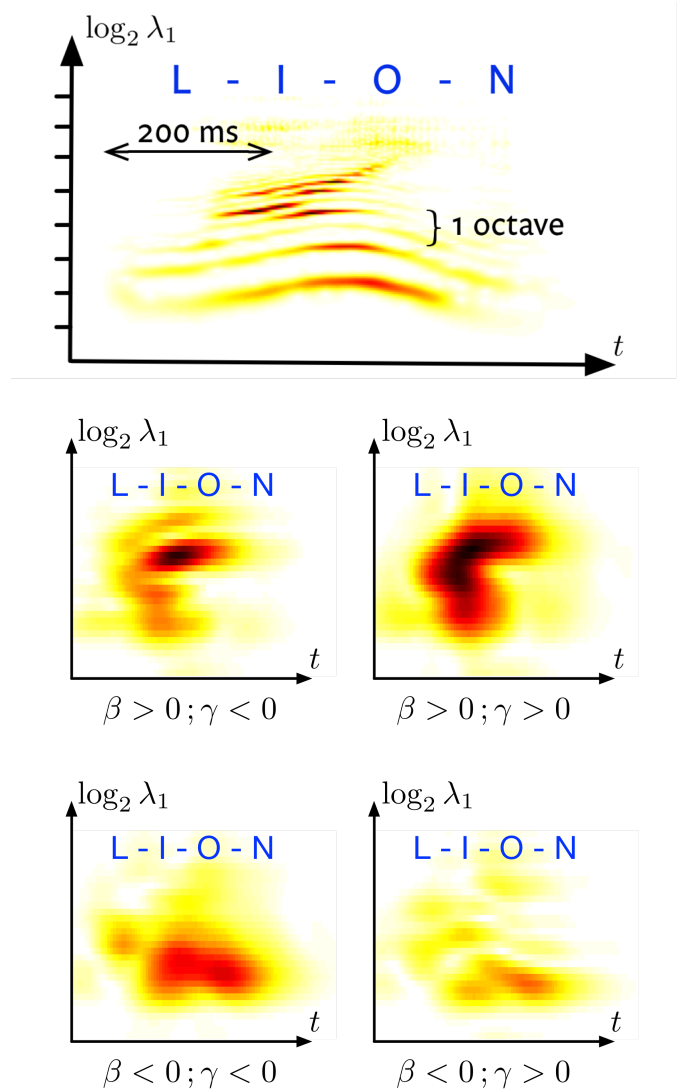 log₂ λ₁
L - I - O - N
200 ms
} 1 octave
t
log₂ λ₁ log₂ λ₁
L - I - O - N L - I - O - N
t t
β > 0 ; γ < 0 β > 0 ; γ > 0
log₂ λ₁ log₂ λ₁
L - I - O - N L - I - O - N
t t
β < 0 ; γ < 0 β < 0 ; γ > 0